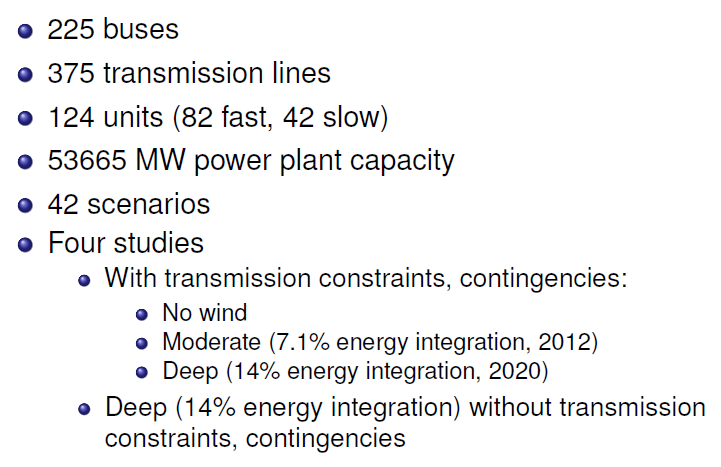 225 buses
375 transmission lines
124 units (82 fast, 42 slow)
53665 MW power plant capacity
42 scenarios
Four studies
With transmission constraints, contingencies:
No wind
Moderate (7.1% energy integration, 2012)
Deep (14% energy integration, 2020)
Deep (14% energy integration) without transmission
constraints, contingencies